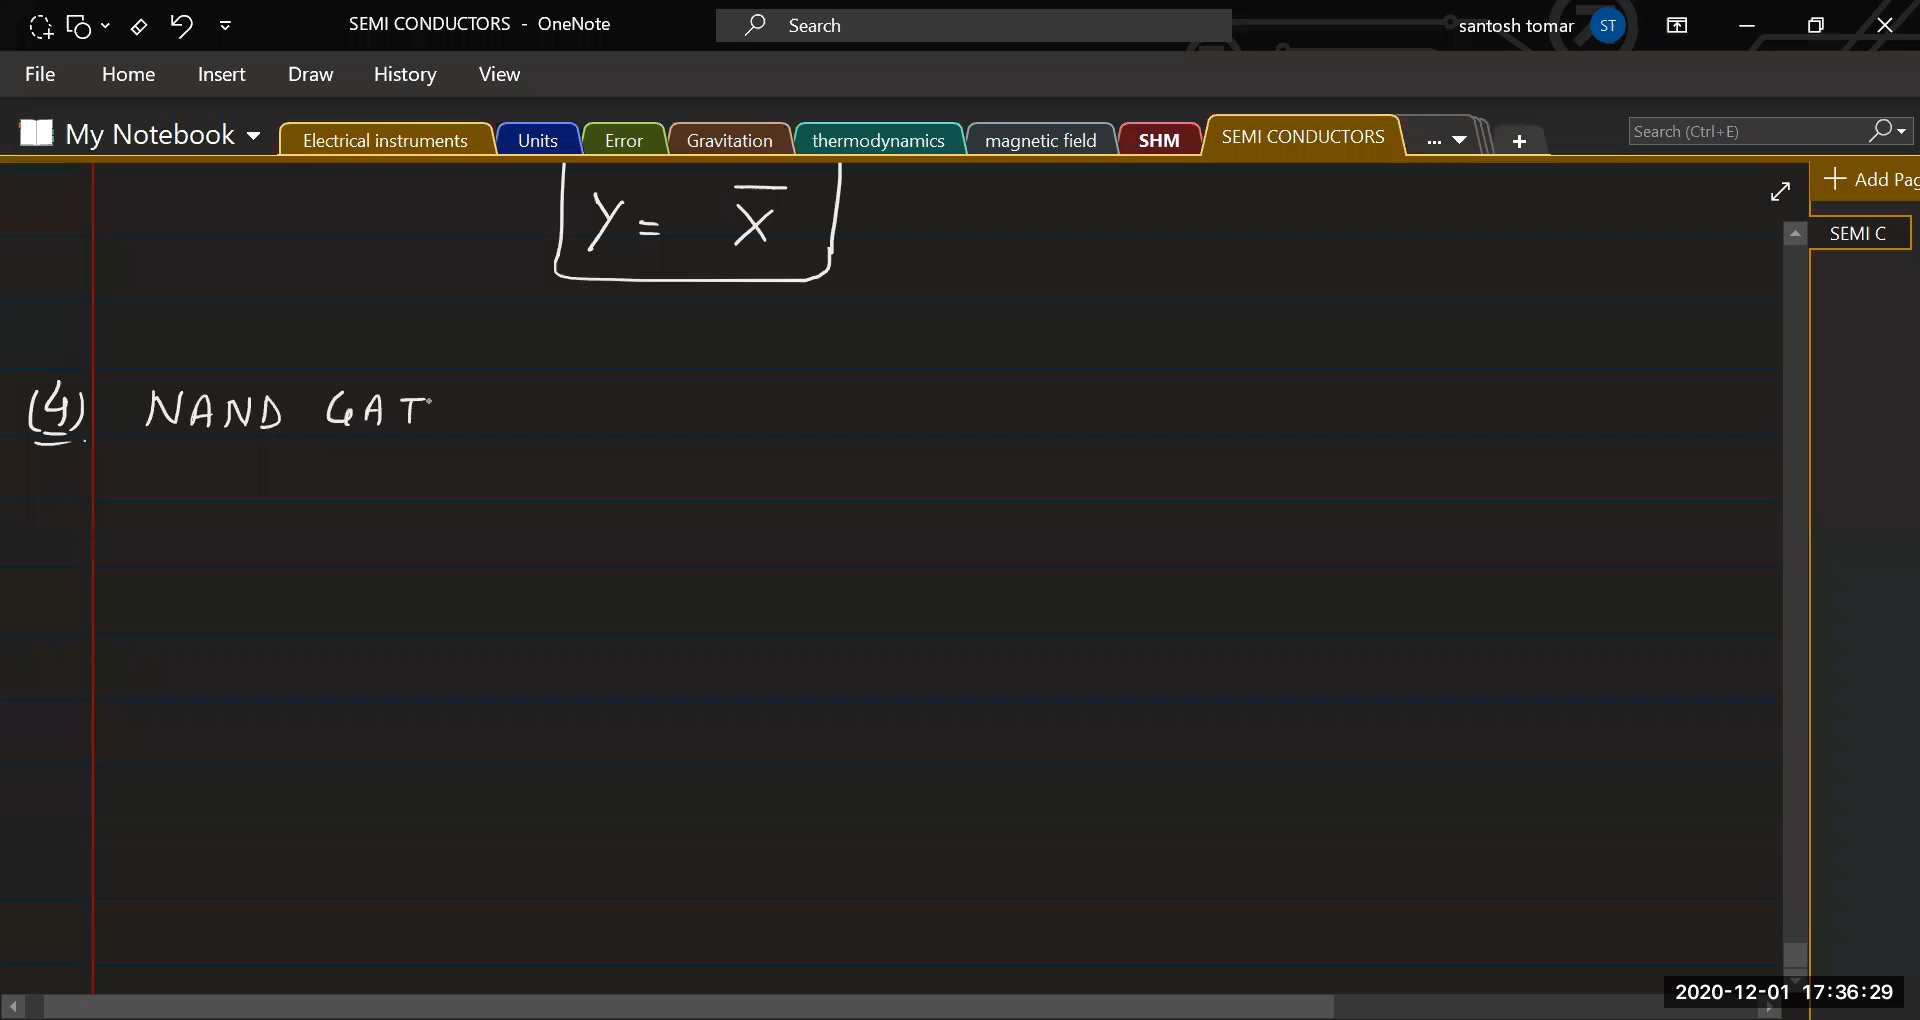 SEMI CONDUCTORS - OneNote
Search
santosh tomar
ST
File Home Insert Draw History View
My Notebook
Electrical instruments
Units
Error
Gravitation
thermodynamics
magnetic field
SHM
SEMI CONDUCTORS
...
Search (Ctrl+E)
Add Pag
SEMI C
Y = X̅
(4) NAND GAT
2020-12-01 17:36:29